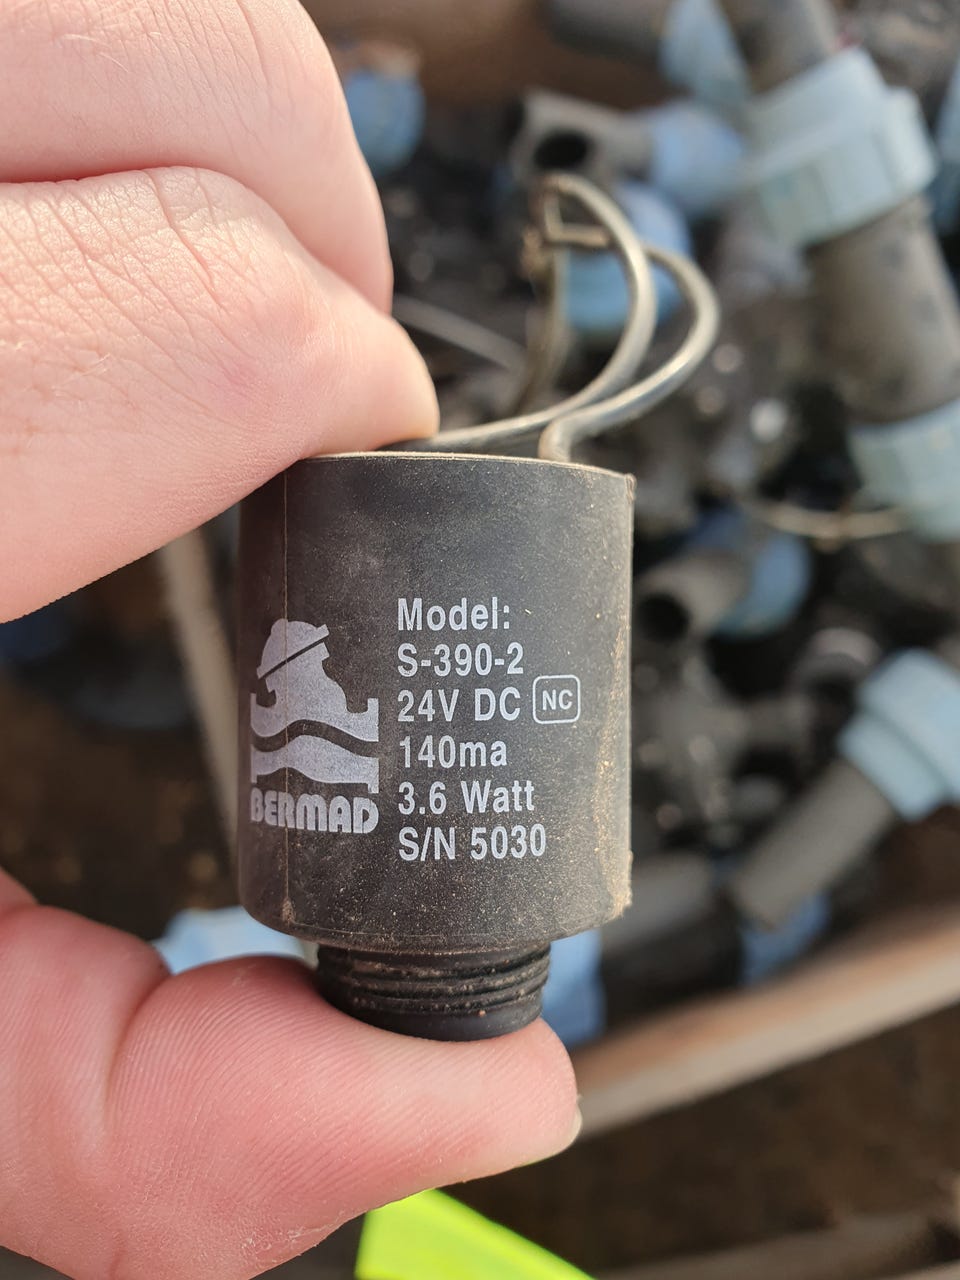 Model:
S-390-2
24V DC NC
140ma
3.6 Watt
S/N 5030
BERMAD